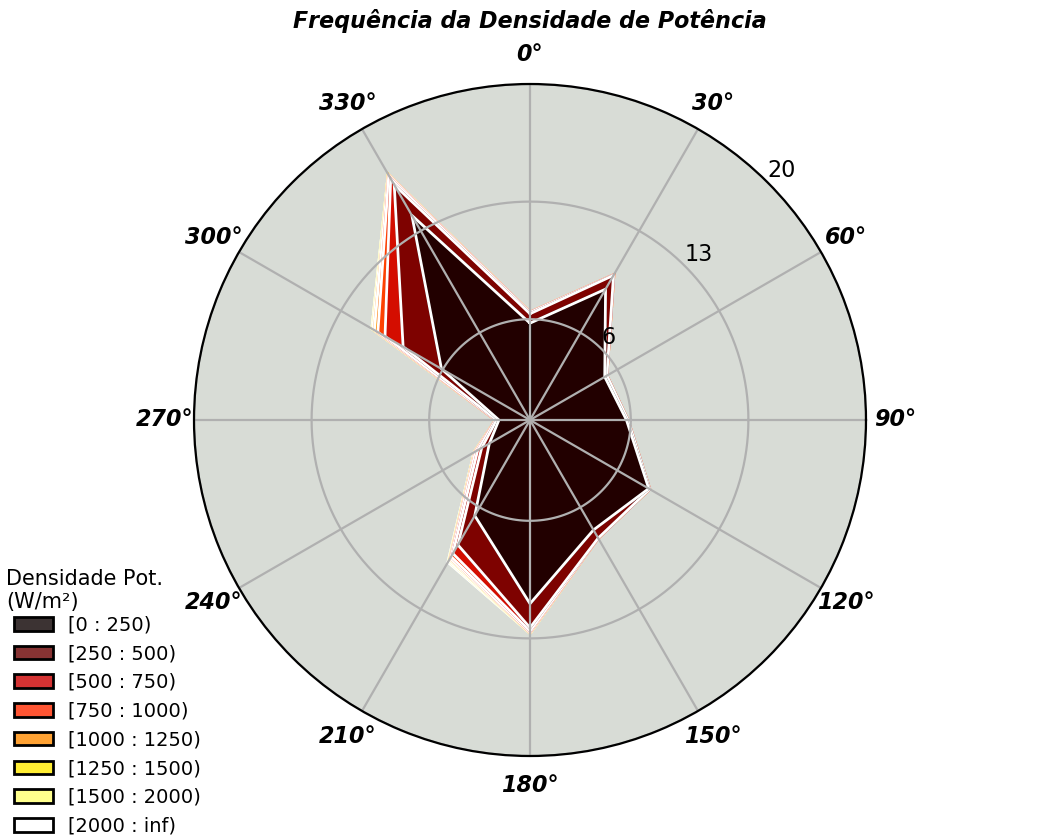 Frequência da Densidade de Potência
0°
330°
30°
20
300°
60°
13
6
270°
90°
240°
120°
210°
150°
180°
Densidade Pot.
(W/m²)
[0 : 250)
[250 : 500)
[500 : 750)
[750 : 1000)
[1000 : 1250)
[1250 : 1500)
[1500 : 2000)
[2000 : inf)